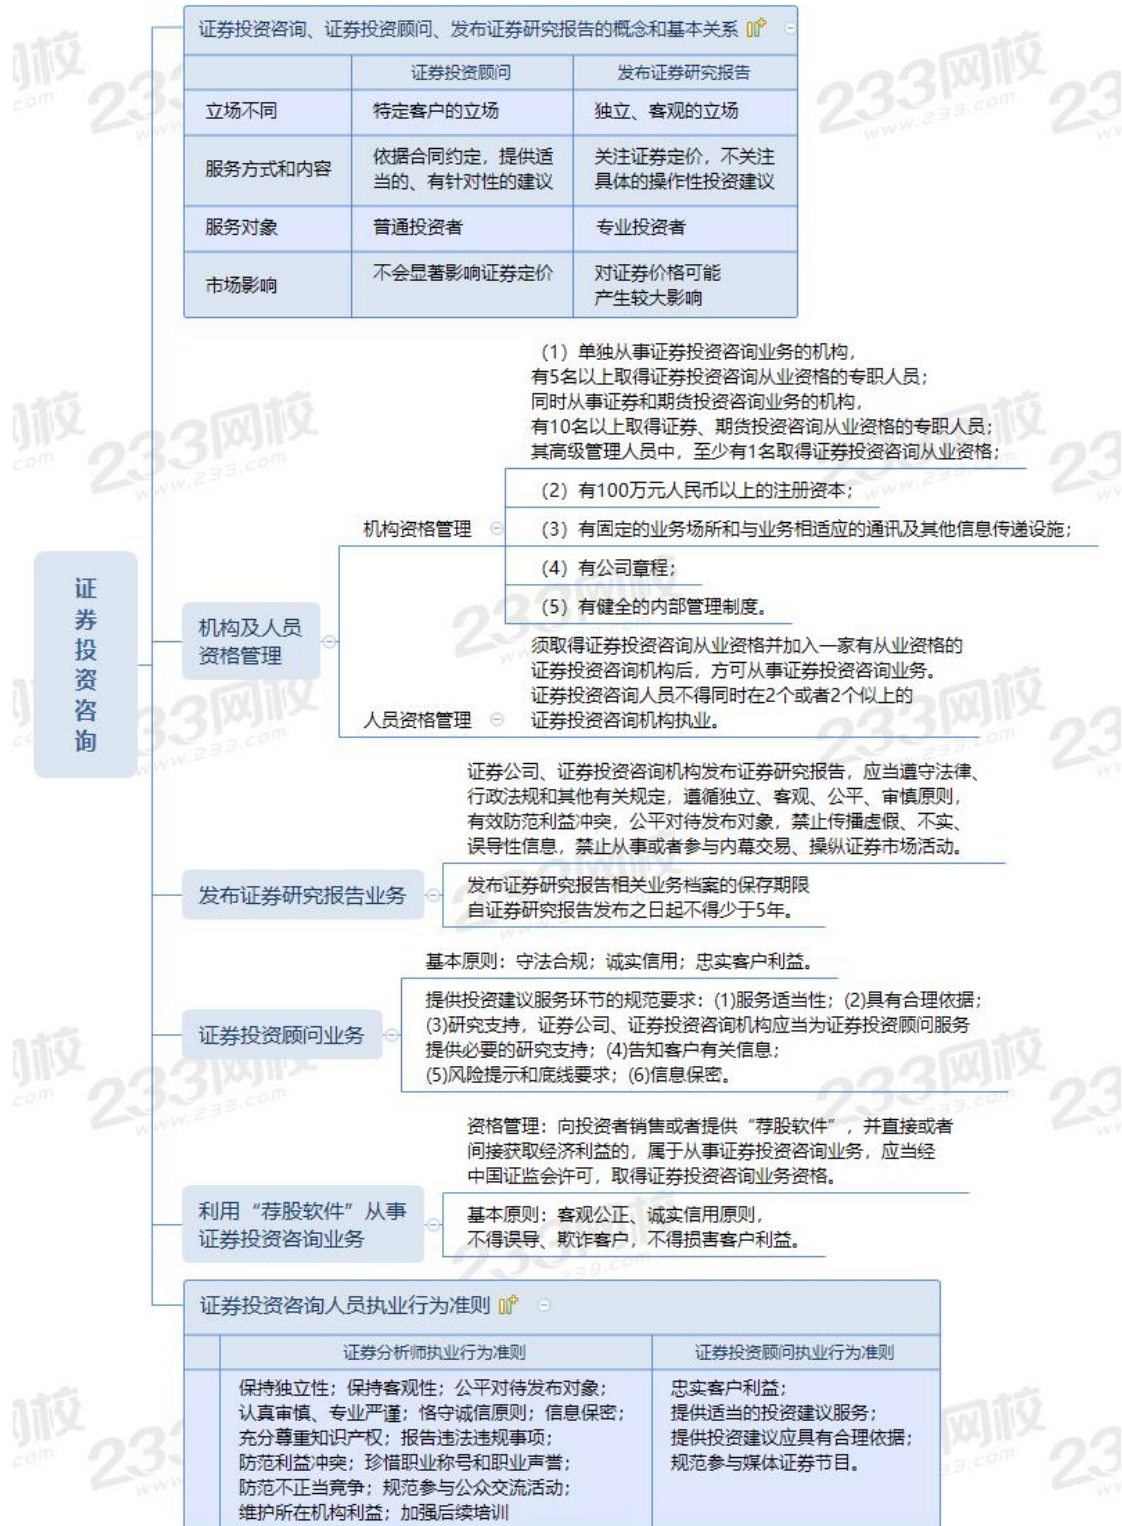 证券投资咨询、证券投资顾问、发布证券研究报告的概念和基本关系
证券投资顾问 发布证券研究报告
立场不同 特定客户的立场 独立、客观的立场
服务方式和内容
依据合同约定，提供适
当的、有针对性的建议
关注证券定价，不关注
具体的操作性投资建议
服务对象 普通投资者 专业投资者
市场影响 不会显著影响证券定价
对证券价格可能
产生较大影响
证
券
投
资
咨
询
机构及人员
资格管理
机构资格管理
（1）单独从事证券投资咨询业务的机构，
有5名以上取得证券投资咨询从业资格的专职人员；
同时从事证券和期货投资咨询业务的机构，
有10名以上取得证券、期货投资咨询从业资格的专职人员；
其高级管理人员中，至少有1名取得证券投资咨询从业资格；
（2）有100万元人民币以上的注册资本；
（3）有固定的业务场所和与业务相适应的通讯及其他信息传递设施；
（4）有公司章程；
（5）有健全的内部管理制度。
人员资格管理
须取得证券投资咨询从业资格并加入一家有从业资格的
证券投资咨询机构后，方可从事证券投资咨询业务。
证券投资咨询人员不得同时在2个或者2个似上的
证券投资咨询机构执业。
发布证券研究报告业务
证券公司、证券投资咨询机构发布证券研究报告，应当遵守法律、
行政法规和其他有关规定，遵循独立、客观、公平、审慎原则，
有效防范利益冲突，公平对待发布对象，禁止传播虚假、不实、
误导性信息，禁止从事或者参与内幕交易、操纵证券市场活动。
发布证券研究报告相关业务档案的保存期限
自证券研究报告发布之日起不得少于5年。
证券投资顾问业务
基本原则：守法合规；诚实信用；忠实客户利益。
提供投资建议服务环节的规范要求：(1)服务适当性；(2)具有合理依据；
(3)研究支持，证券公司、证券投资咨询机构应当为证券投资顾问服务
提供必要的研究支持；(4)告知客户有关信息；
(5)风险提示和底线要求；(6)信息保密。
利用“荐股软件”从事
证券投资咨询业务
资格管理：向投资者销售或者提供“荐股软件”，并直接或者
间接获取经济利益的，属于从事证券投资咨询业务，应当经
中国证监会许可，取得证券投资咨询业务资格。
基本原则：客观公正、诚实信用原则，
不得误导、欺诈客户，不得损害客户利益。
证券投资咨询人员执业行为准则
证券分析师执业行为准则 证券投资顾问执业行为准则
保持独立性；保持客观性；公平对待发布对象；
认真审慎、专业严谨；恪守诚信原则；信息保密；
充分尊重知识产权；报告违法违规事项；
防范利益冲突；珍惜职业称号和职业声誉；
防范不正当竞争；规范参与公众交流活动；
维护所在机构利益；加强后续培训
忠实客户利益；
提供适当的投资建议服务；
提供投资建议应具有合理依据；
规范参与媒体证券节目。
233网校
www.233.com